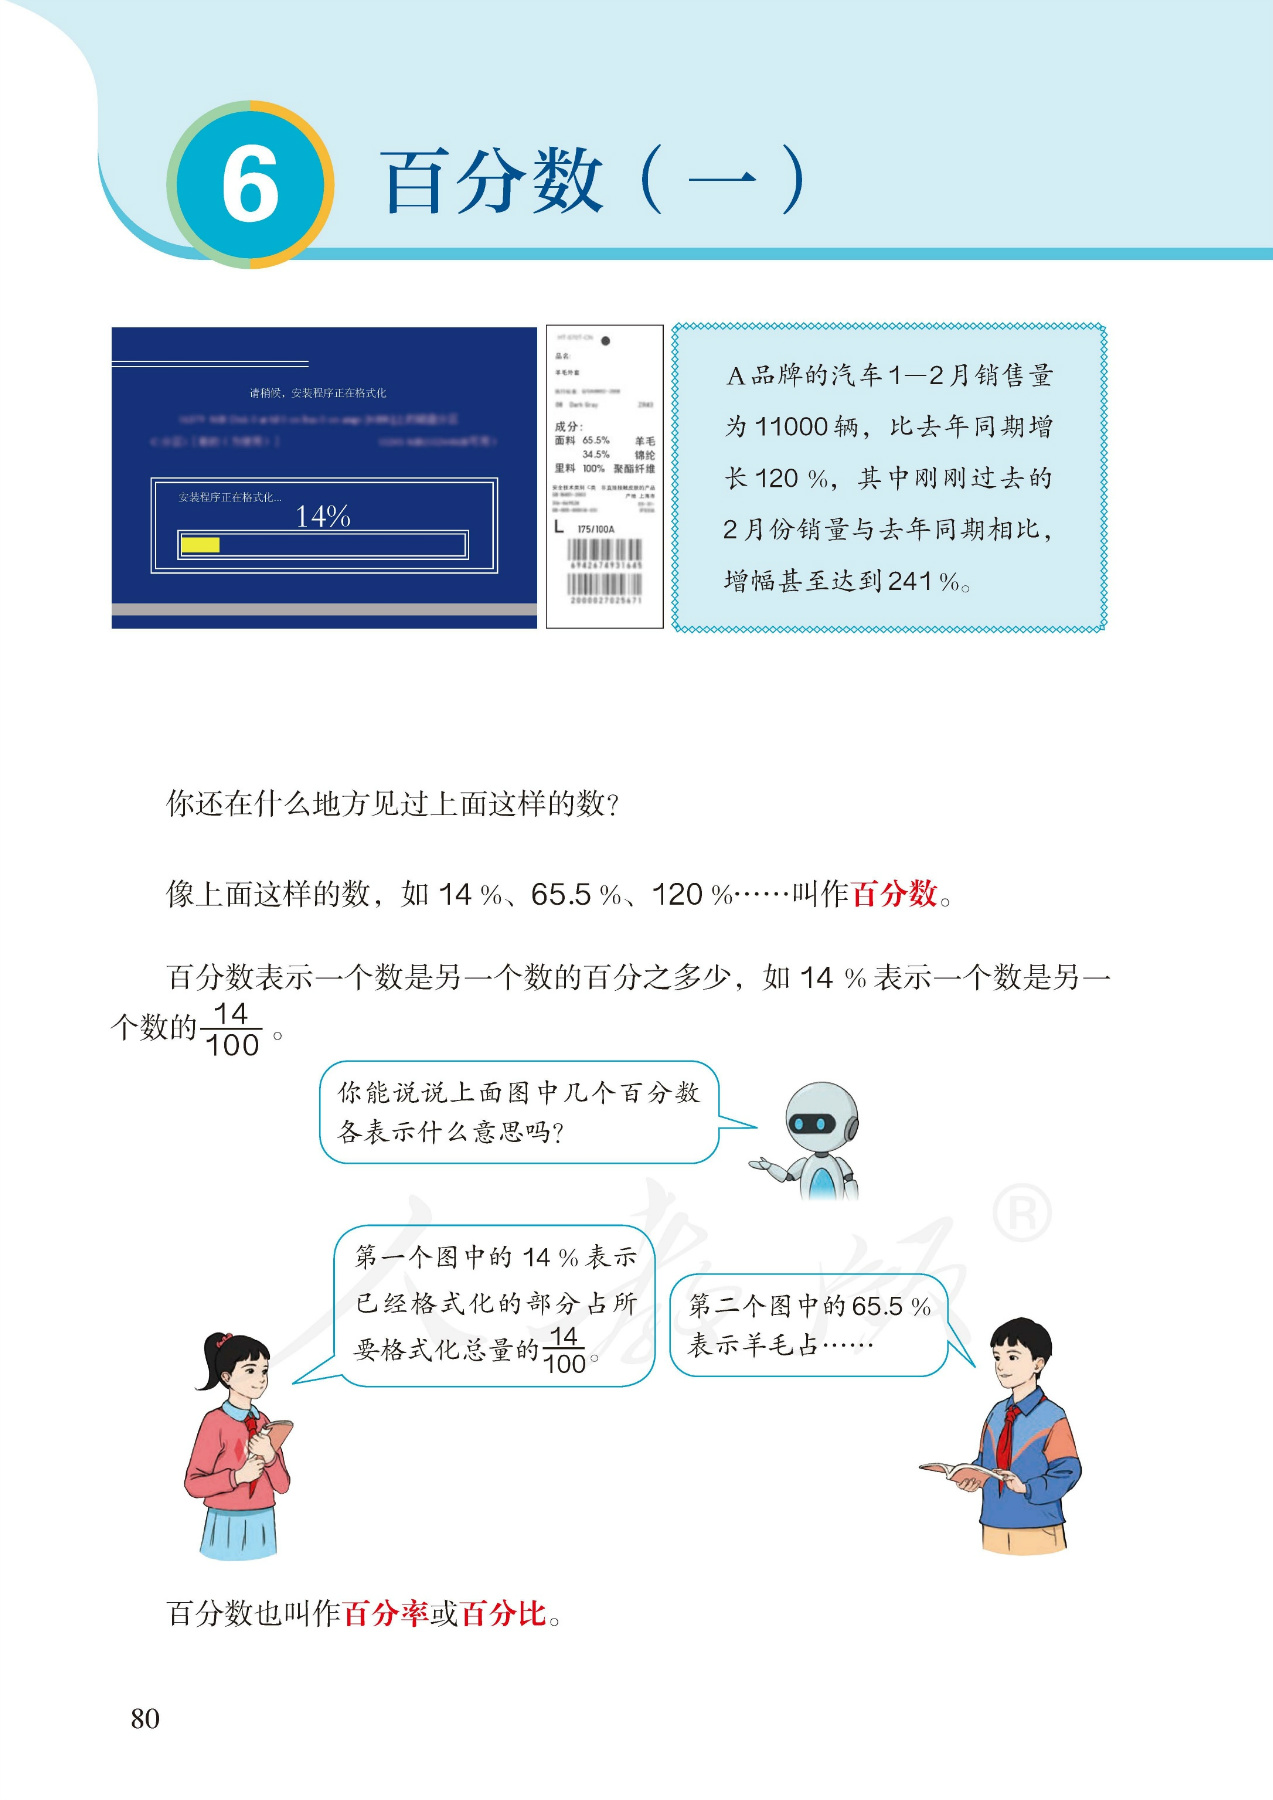 6
百分数（一）
请稍候，安装程序正在格式化
安装程序正在格式化...
14%
品名:
羊毛外套
成分:
面料 65.5% 羊毛
34.5% 锦纶
里料 100% 聚酯纤维
L 175/100A
6942674931645
2000027025671
A品牌的汽车1—2月销售量
为11000辆，比去年同期增
长120 %，其中刚刚过去的
2月份销量与去年同期相比，
增幅甚至达到241 %。
你还在什么地方见过上面这样的数？
像上面这样的数，如 14 %、65.5 %、120 %……叫作百分数。
百分数表示一个数是另一个数的百分之多少，如 14 % 表示一个数是另一
个数的14/100。
你能说说上面图中几个百分数
各表示什么意思吗？
第一个图中的 14 % 表示
已经格式化的部分占所
要格式化总量的14/100。
第二个图中的 65.5 %
表示羊毛占……
人教版®
百分数也叫作百分率或百分比。
80